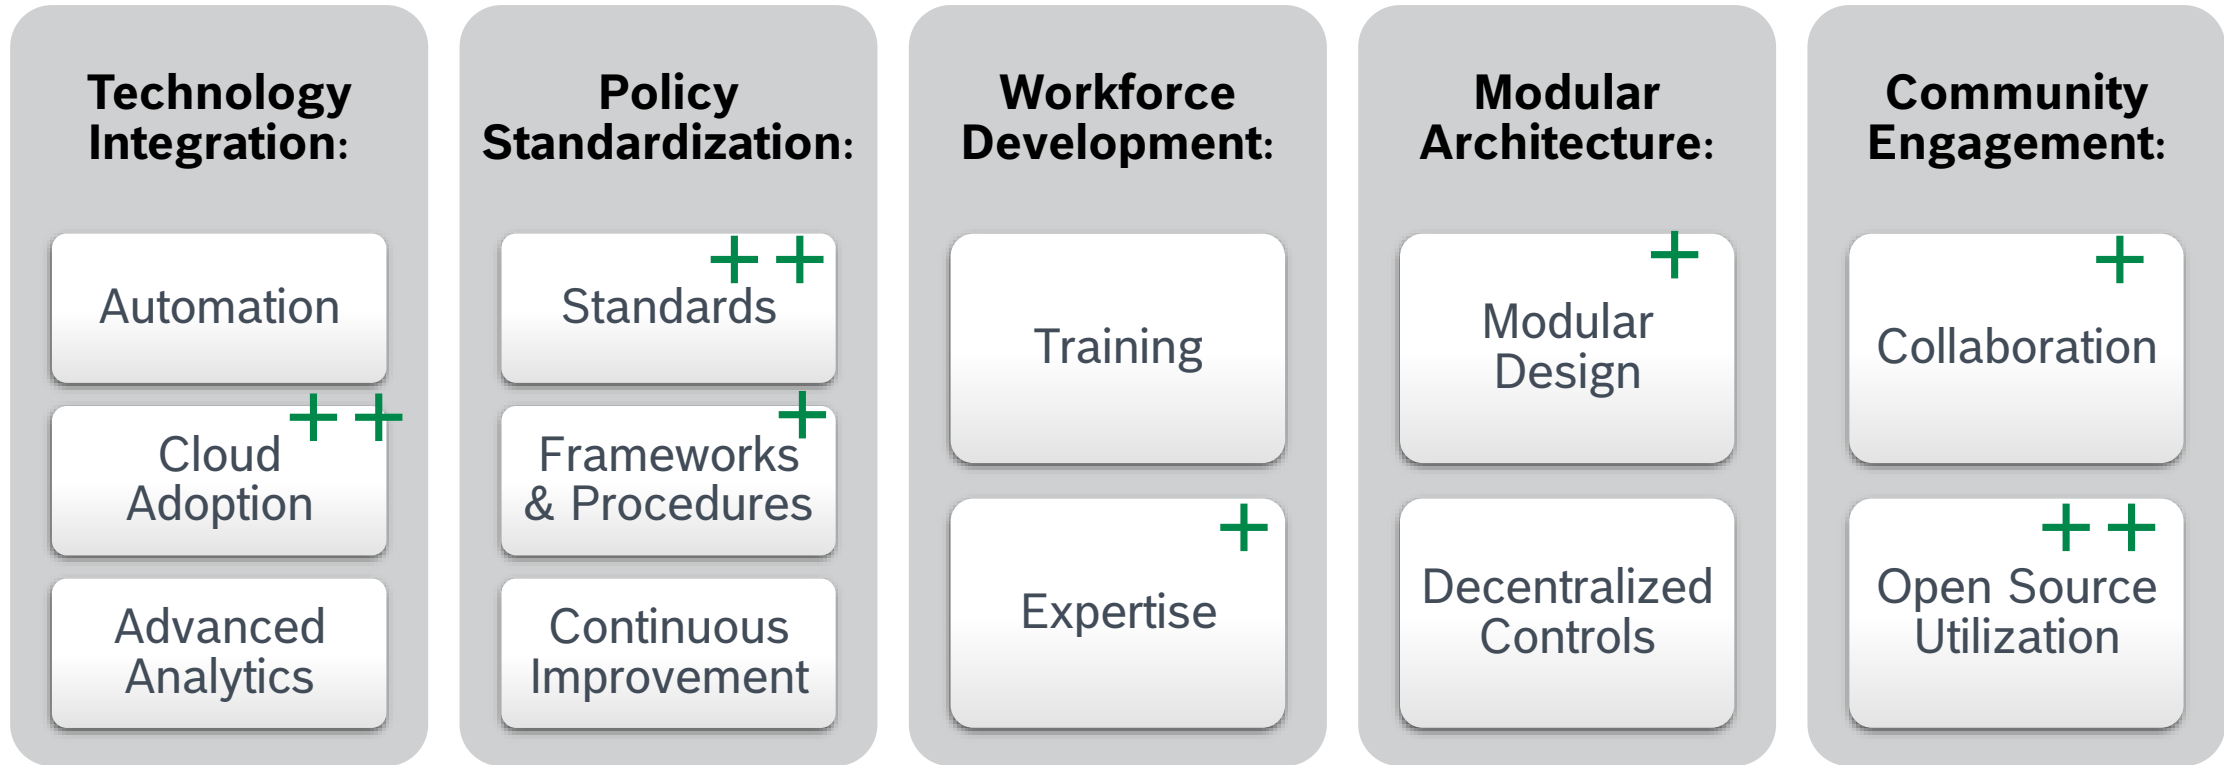 Technology
Integration:
Automation
++
Cloud
Adoption
Advanced
Analytics
Policy
Standardization:
++
Standards
+
Frameworks
& Procedures
Continuous
Improvement
Workforce
Development:
Training
+
Expertise
Modular
Architecture:
+
Modular
Design
Decentralized
Controls
Community
Engagement:
+
Collaboration
++
Open Source
Utilization